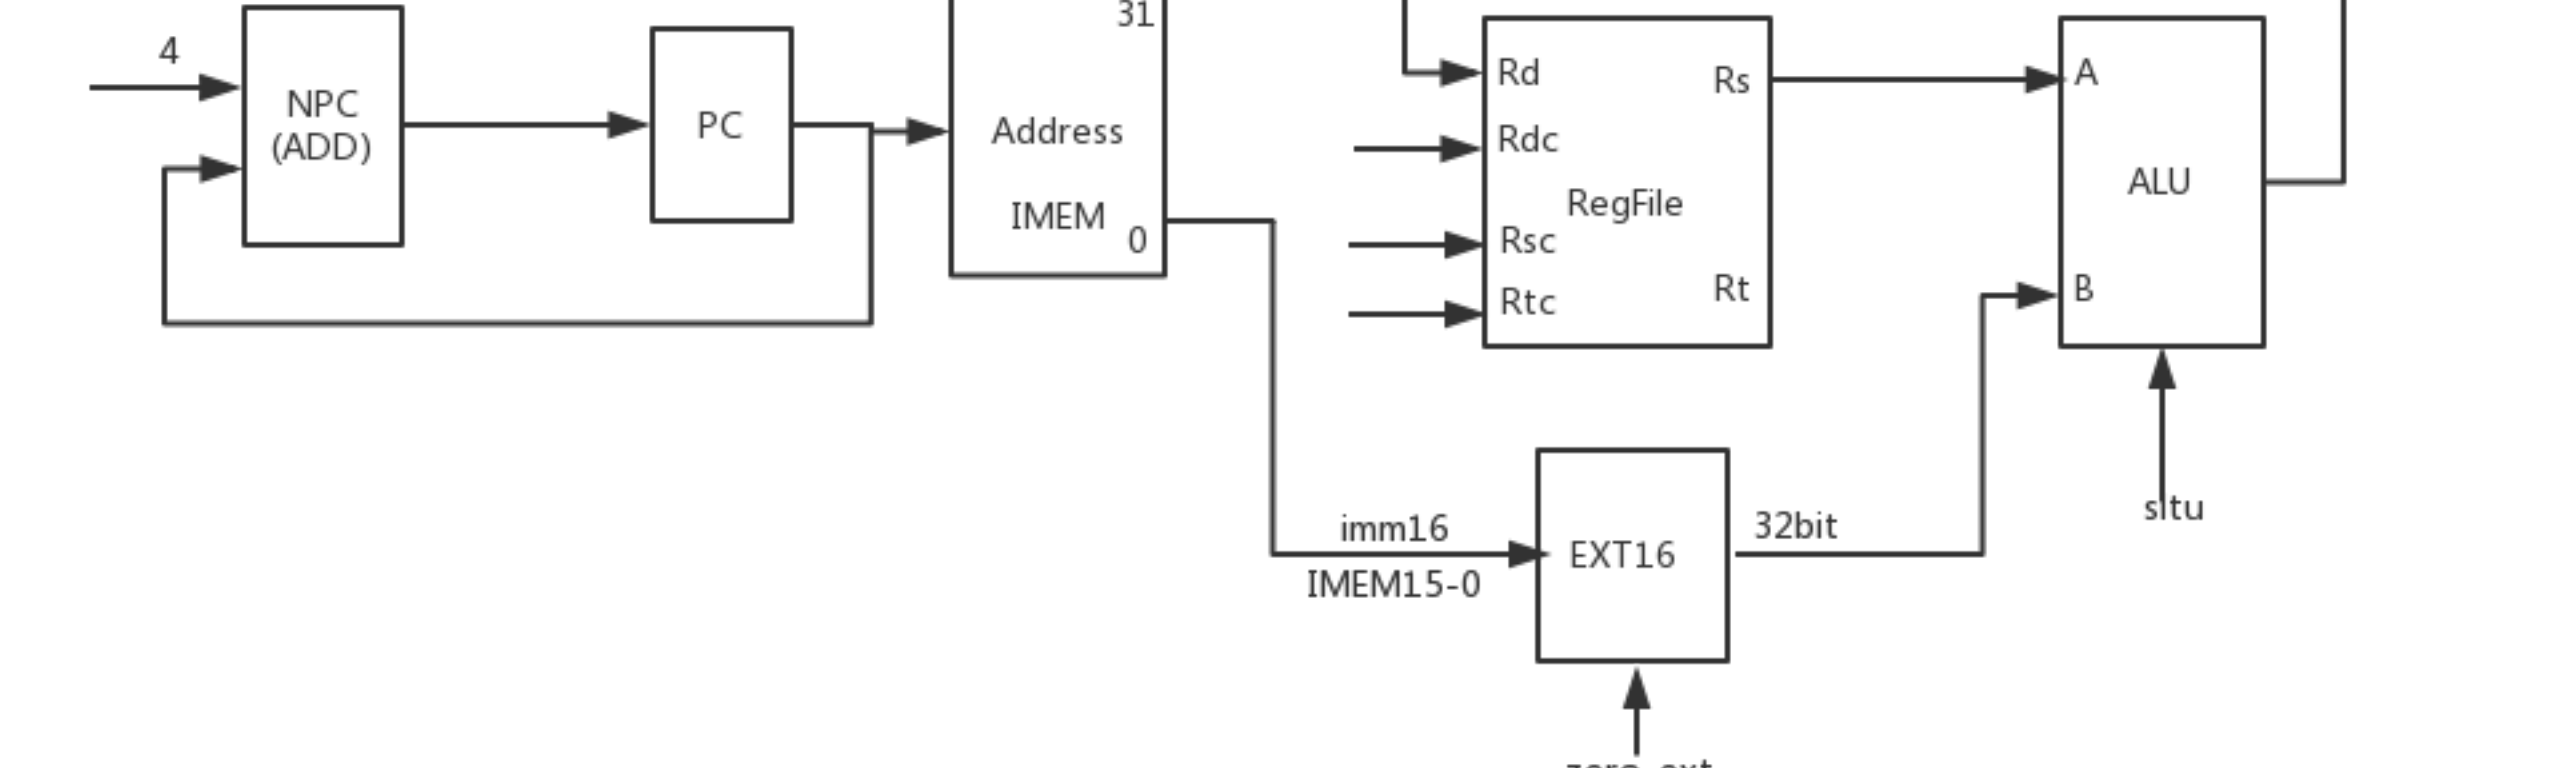 4
NPC
(ADD)
PC
31
Address
IMEM
0
Rd
Rdc
Rsc
Rtc
RegFile
Rs
Rt
A
B
ALU
sltu
imm16
IMEM15-0
EXT16
32bit